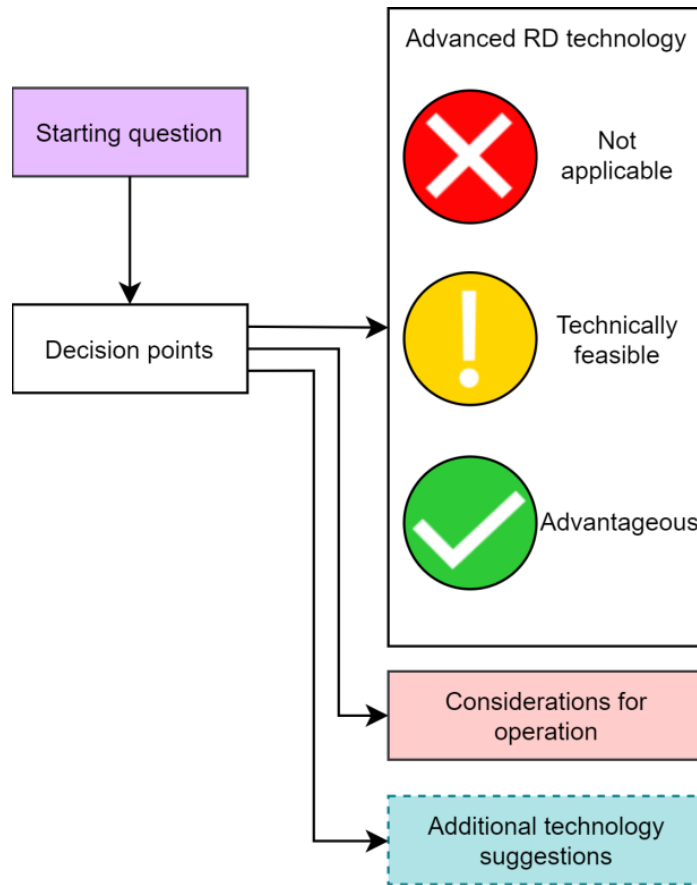 Advanced RD technology
Starting question
Not
applicable
Decision points
Technically
feasible
Advantageous
Considerations for
operation
Additional technology
suggestions